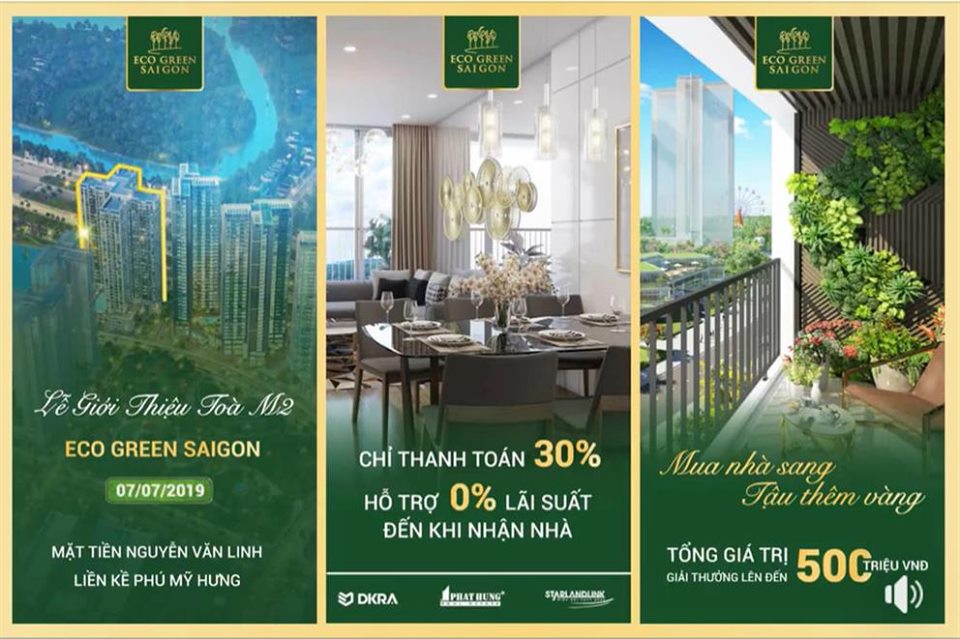 ECO GREEN
SAIGON
Lễ Giới Thiệu Toà M2
ECO GREEN SAIGON
07/07/2019
MẶT TIỀN NGUYỄN VĂN LINH
LIỀN KỀ PHÚ MỸ HƯNG
ECO GREEN
SAIGON
CHỈ THANH TOÁN 30%
HỖ TRỢ 0% LÃI SUẤT
ĐẾN KHI NHẬN NHÀ
DKRA
PHAT HUNG
REAL ESTATE
STARLANDLINK
ECO GREEN
SAIGON
Mua nhà sang
Tậu thêm vàng
TỔNG GIÁ TRỊ
GIẢI THƯỞNG LÊN ĐẾN
500 TRIỆU VNĐ